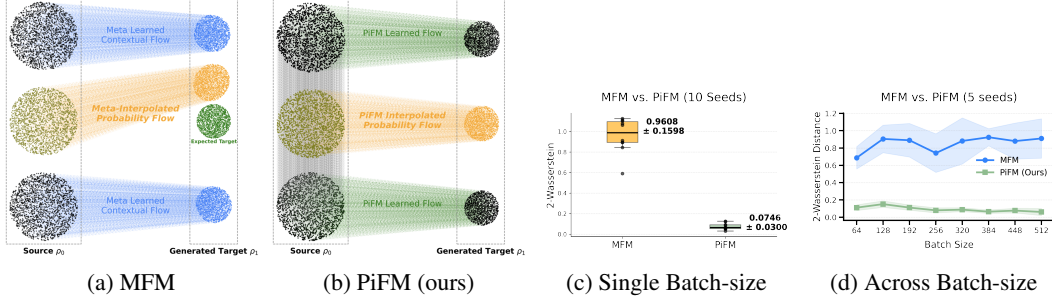 Meta Learned
Contextual Flow
Meta-Interpolated
Probability Flow
Expected Target
Meta Learned
Contextual Flow
Source ρ₀
Generated Target ρ₁
(a) MFM
PiFM Learned Flow
PiFM Interpolated
Probability Flow
PiFM Learned Flow
Source ρ₀
Generated Target ρ₁
(b) PiFM (ours)
MFM vs. PiFM (10 Seeds)
2-Wasserstein
1.0
0.8
0.6
0.4
0.2
0.0
0.9608
± 0.1598
0.0746
± 0.0300
MFM
PiFM
(c) Single Batch-size
MFM vs. PiFM (5 seeds)
2-Wasserstein Distance
1.2
1.0
0.8
0.6
0.4
0.2
0.0
MFM
PiFM (Ours)
64
128
192
256
320
384
448
512
Batch Size
(d) Across Batch-size